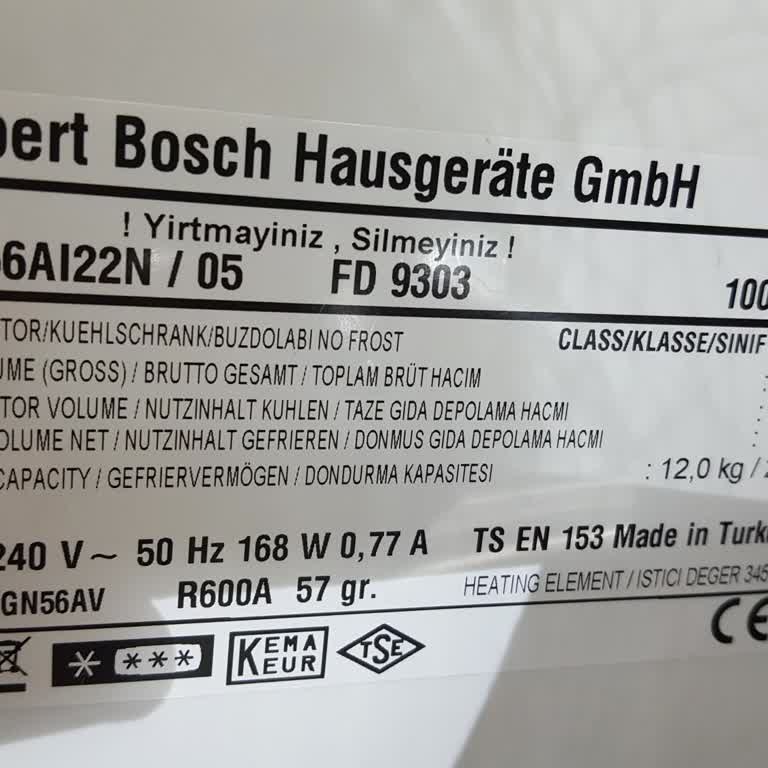 bert Bosch Hausgeräte GmbH
! Yirtmayiniz , Silmeyiniz !
6AI22N / 05 FD 9303 100
TOR/KUEHLSCHRANK/BUZDOLABI NO FROST CLASS/KLASSE/SINIF
UME (GROSS) / BRUTTO GESAMT / TOPLAM BRÜT HACIM :
TOR VOLUME / NUTZINHALT KUHLEN / TAZE GIDA DEPOLAMA HACMI :
OLUME NET / NUTZINHALT GEFRIEREN / DONMUS GIDA DEPOLAMA HACMI :
CAPACITY / GEFRIERVERMÖGEN / DONDURMA KAPASITESI : 12,0 kg /
240 V ~ 50 Hz 168 W 0,77 A TS EN 153 Made in Turk
GN56AV R600A 57 gr. HEATING ELEMENT / ISTICI DEGER 345
CE
* ***
KEMA
EUR
TSE